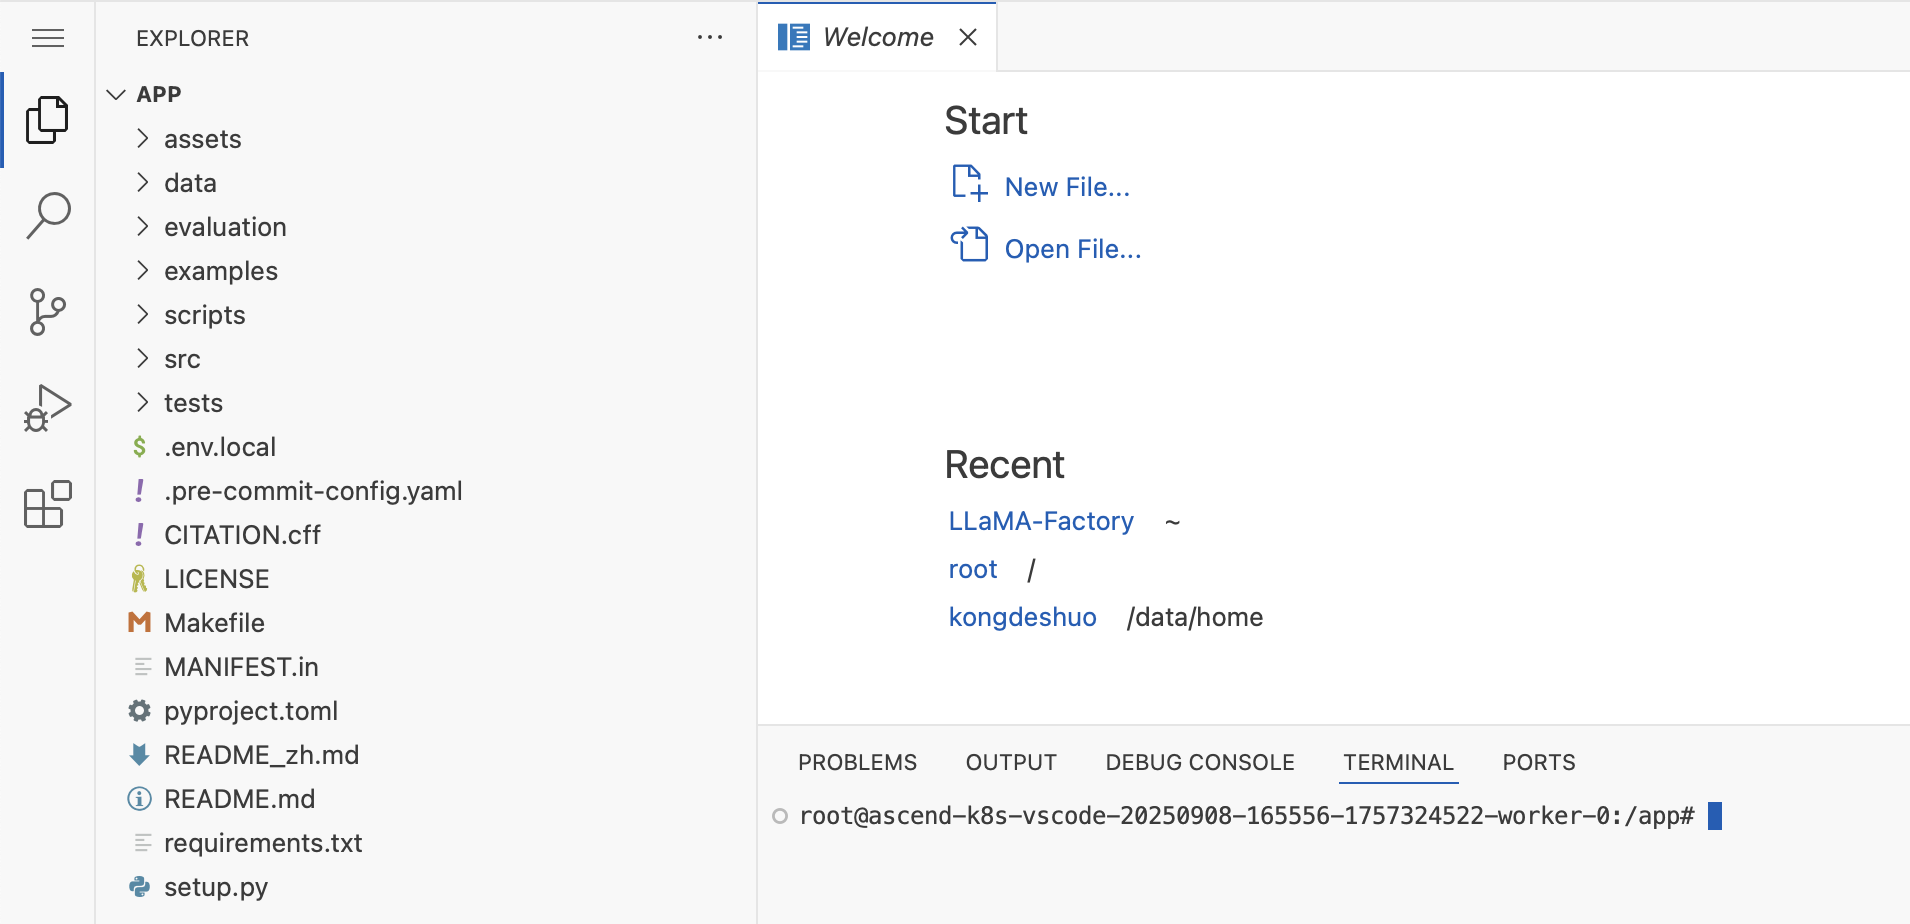 EXPLORER
APP
assets
data
evaluation
examples
scripts
src
tests
.env.local
.pre-commit-config.yaml
CITATION.cff
LICENSE
Makefile
MANIFEST.in
pyproject.toml
README_zh.md
README.md
requirements.txt
setup.py
Welcome
Start
New File...
Open File...
Recent
LLaMA-Factory ~
root /
kongdeshuo /data/home
PROBLEMS OUTPUT DEBUG CONSOLE TERMINAL PORTS
root@ascend-k8s-vscode-20250908-165556-1757324522-worker-0:/app#